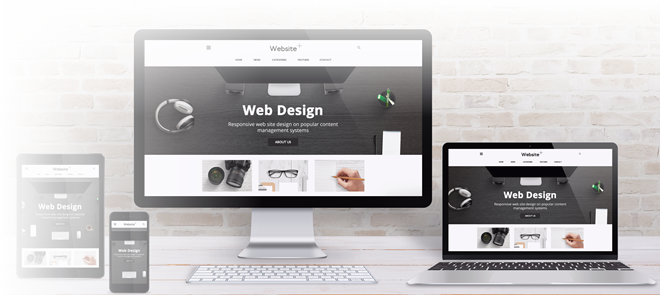 Website+
HOME NEWS CATEGORIES FEATURES CONTACT
Web Design
Responsive web site design on popular content
management systems
ABOUT US
Website+
Web Design
Responsive web site design on popular content
management systems
ABOUT US
Website+
Web Design
Website+
Web Design